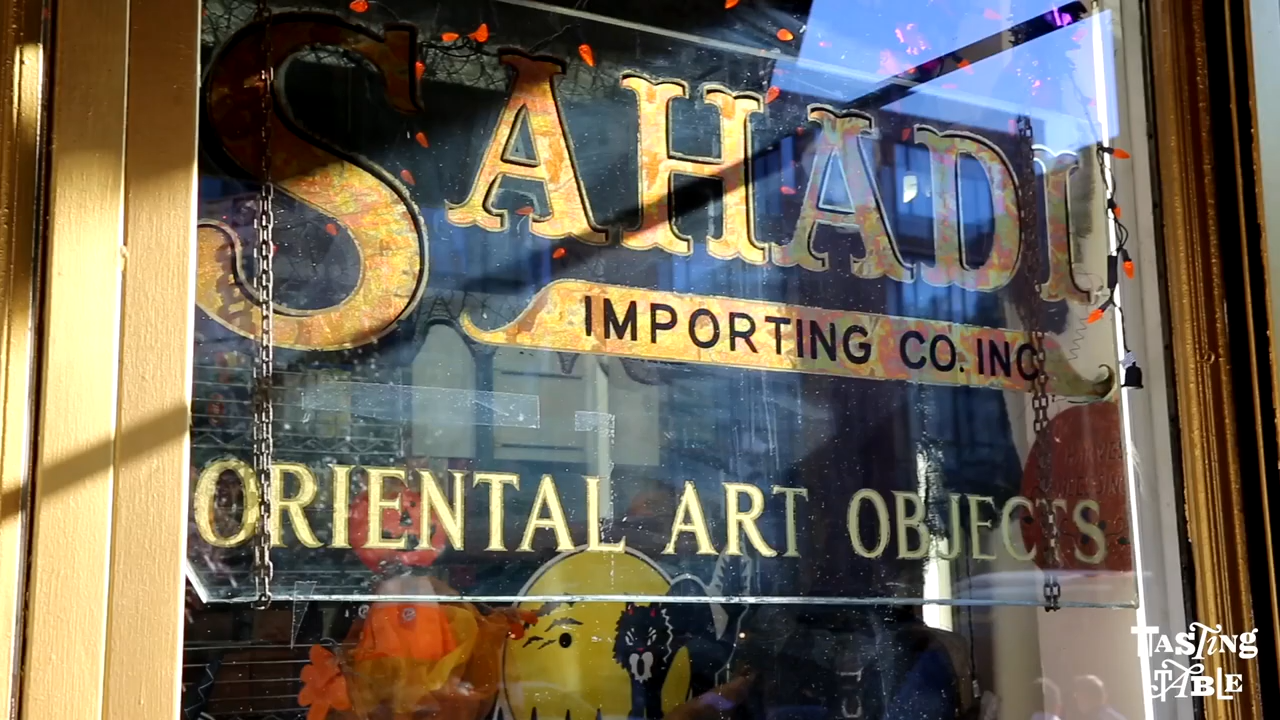 SAHADI
IMPORTING CO. INC
ORIENTAL ART OBJECTS
TASTiNg
TABLE